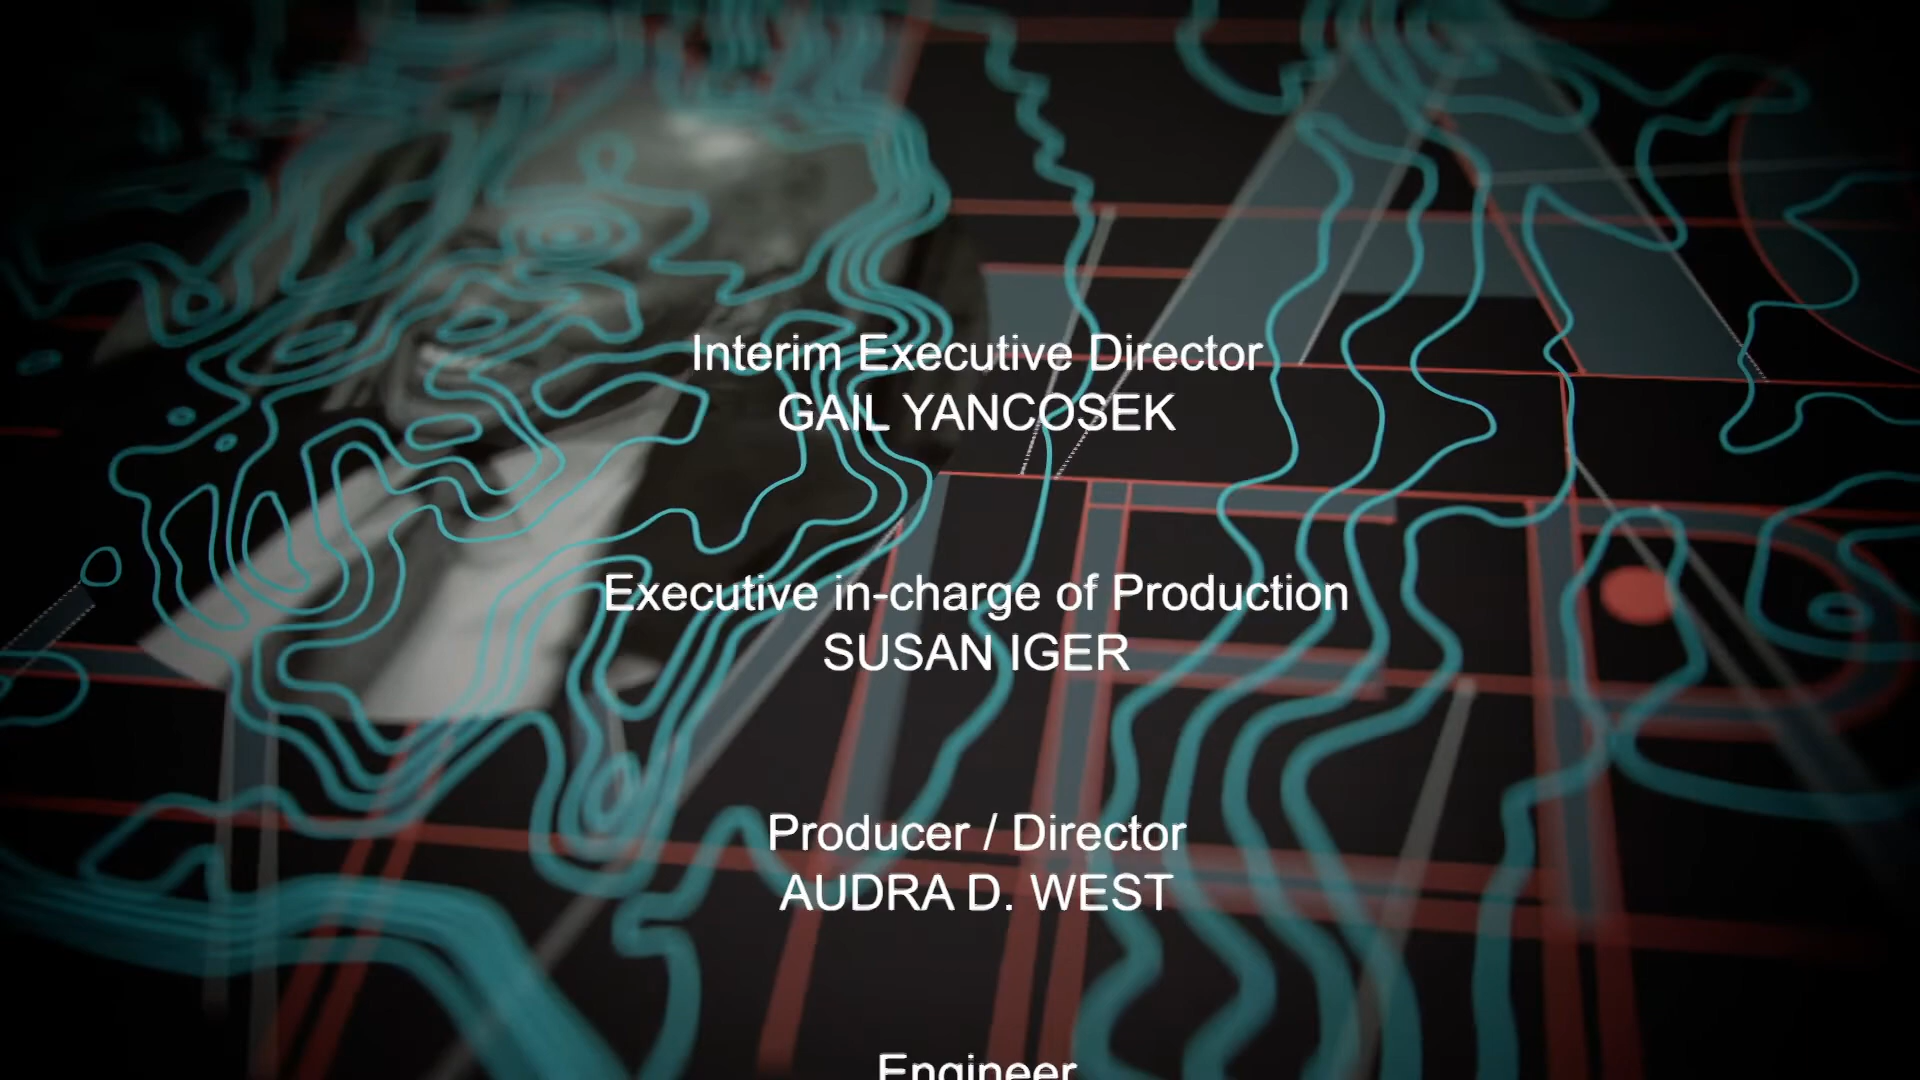 Interim Executive Director
GAIL YANCOSEK
Executive in-charge of Production
SUSAN IGER
Producer / Director
AUDRA D. WEST
Engineer